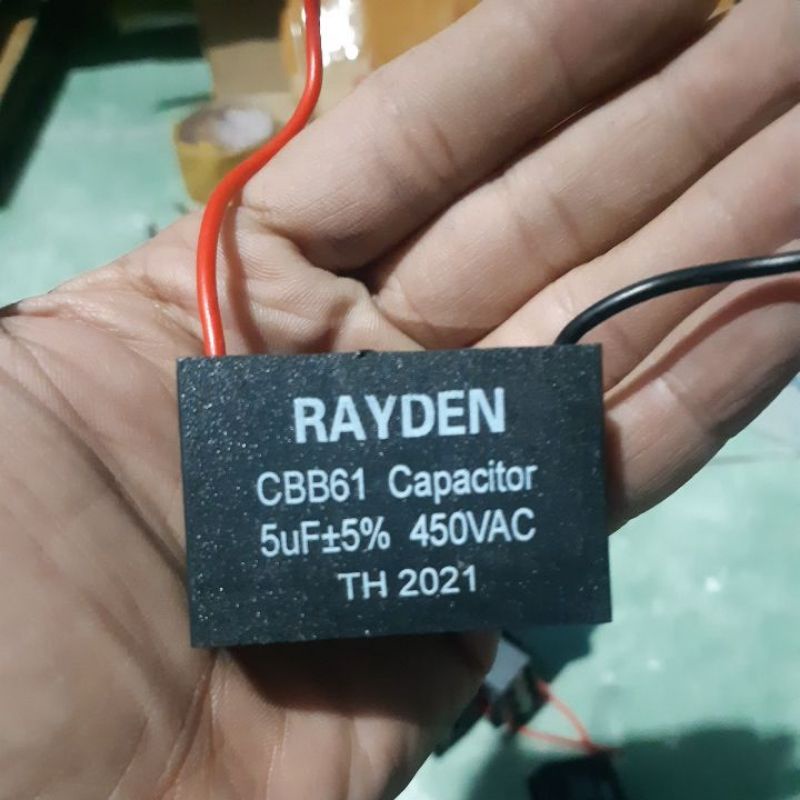 RAYDEN
CBB61 Capacitor
5uF±5% 450VAC
TH 2021